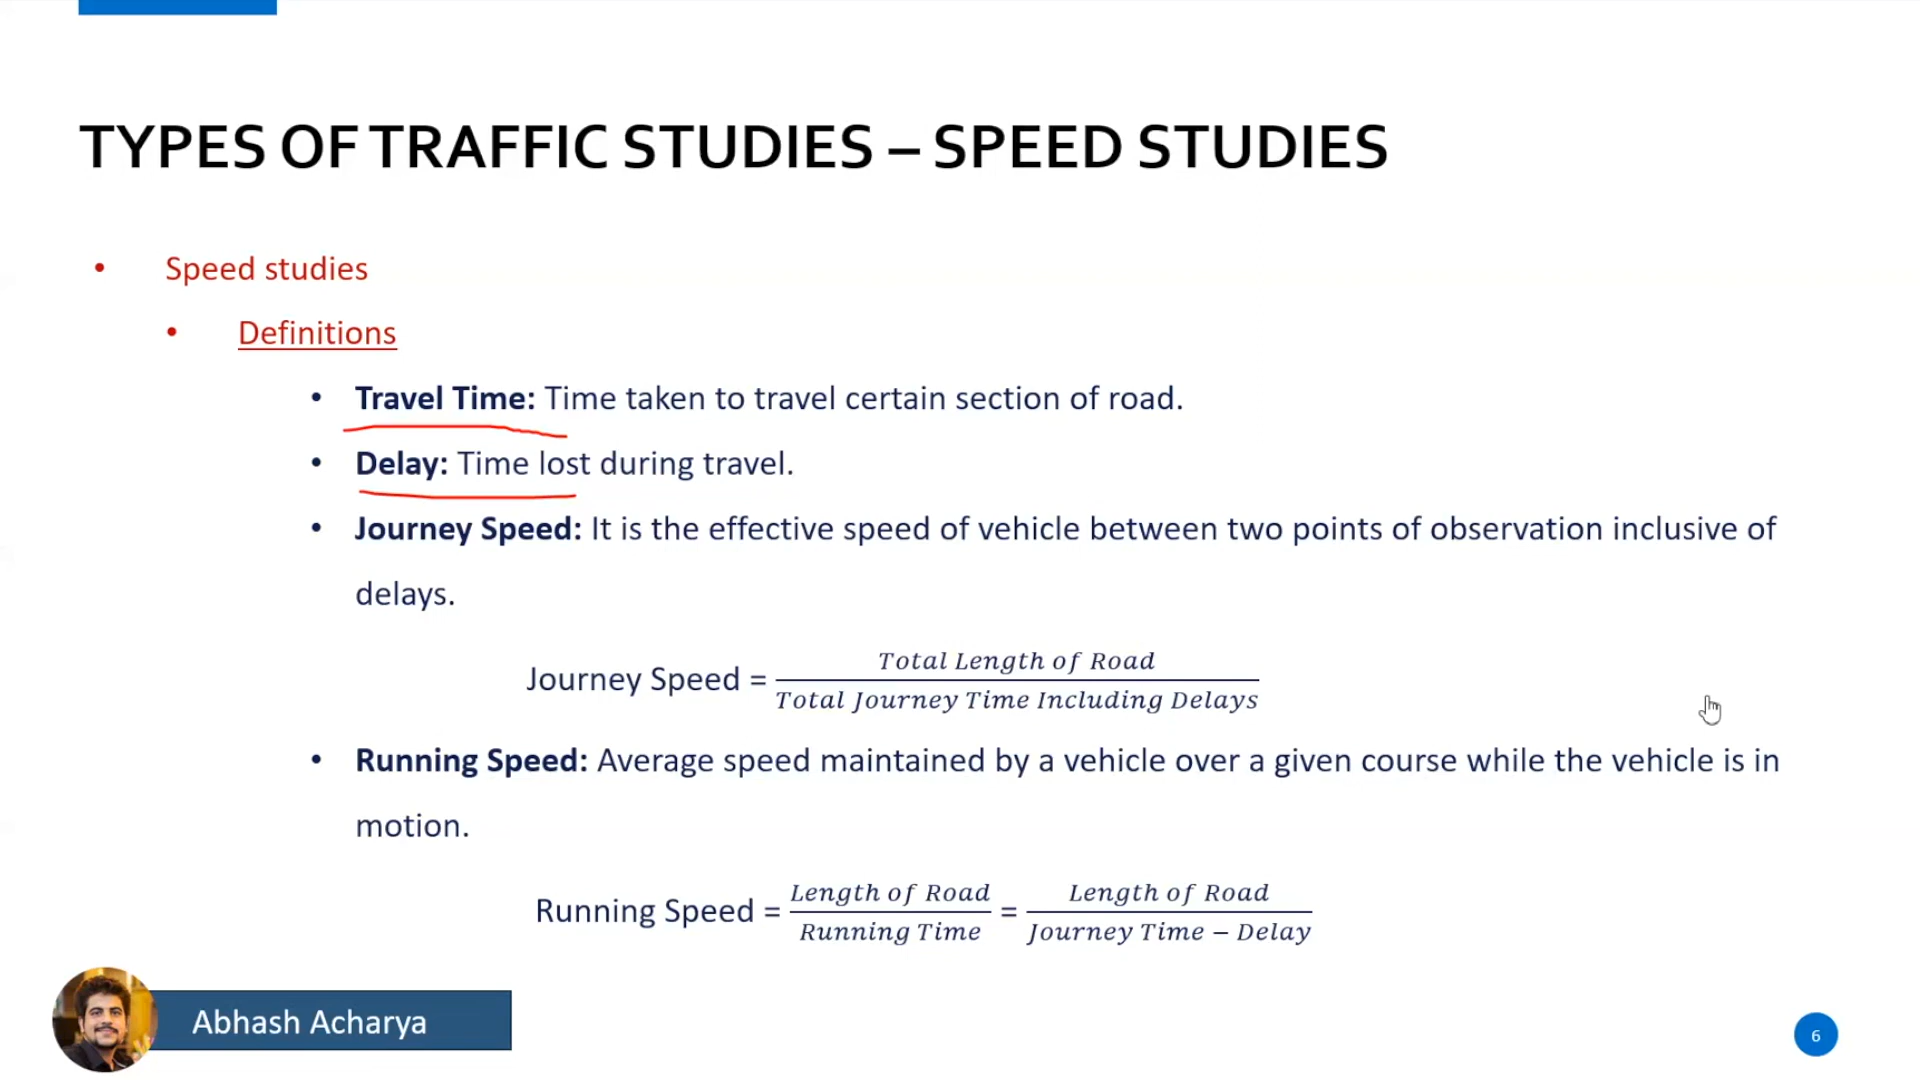 TYPES OF TRAFFIC STUDIES – SPEED STUDIES
• Speed studies
• Definitions
• Travel Time: Time taken to travel certain section of road.
• Delay: Time lost during travel.
• Journey Speed: It is the effective speed of vehicle between two points of observation inclusive of
delays.
Journey Speed = Total Length of Road / Total Journey Time Including Delays
• Running Speed: Average speed maintained by a vehicle over a given course while the vehicle is in
motion.
Running Speed = Length of Road / Running Time = Length of Road / Journey Time − Delay
Abhash Acharya
6